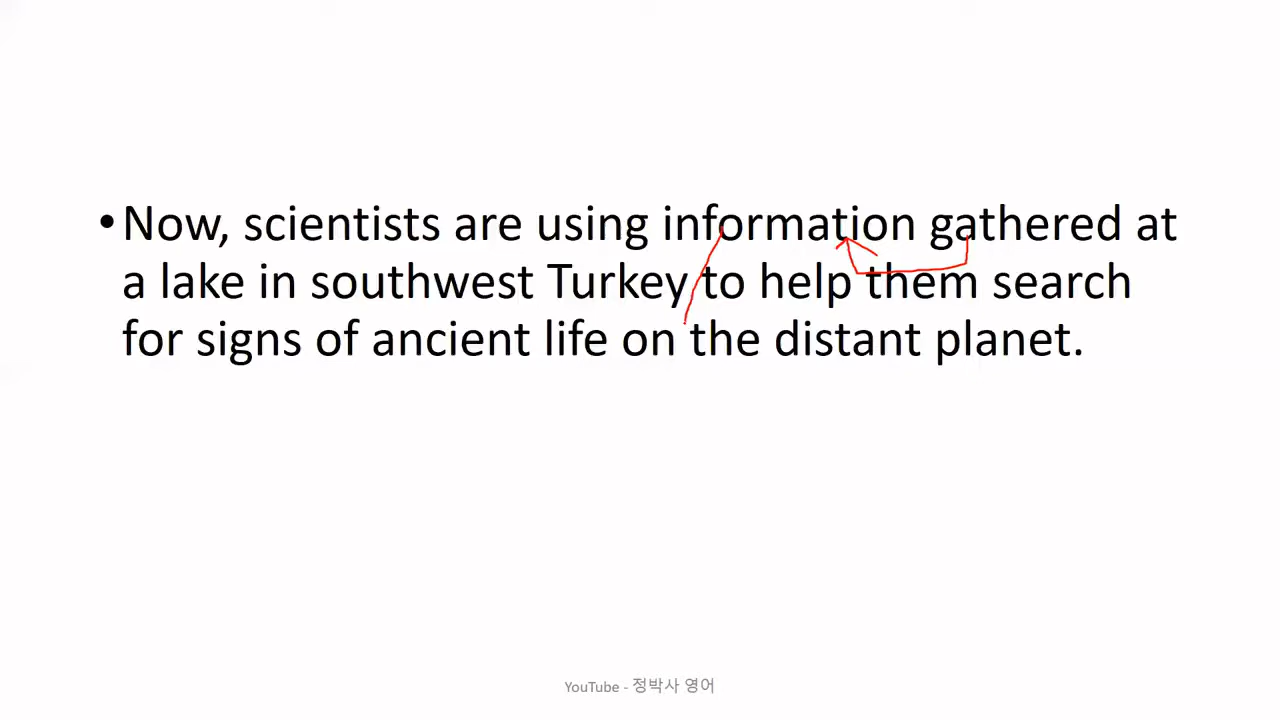 •Now, scientists are using information gathered at
a lake in southwest Turkey to help them search
for signs of ancient life on the distant planet.
YouTube - 정박사 영어